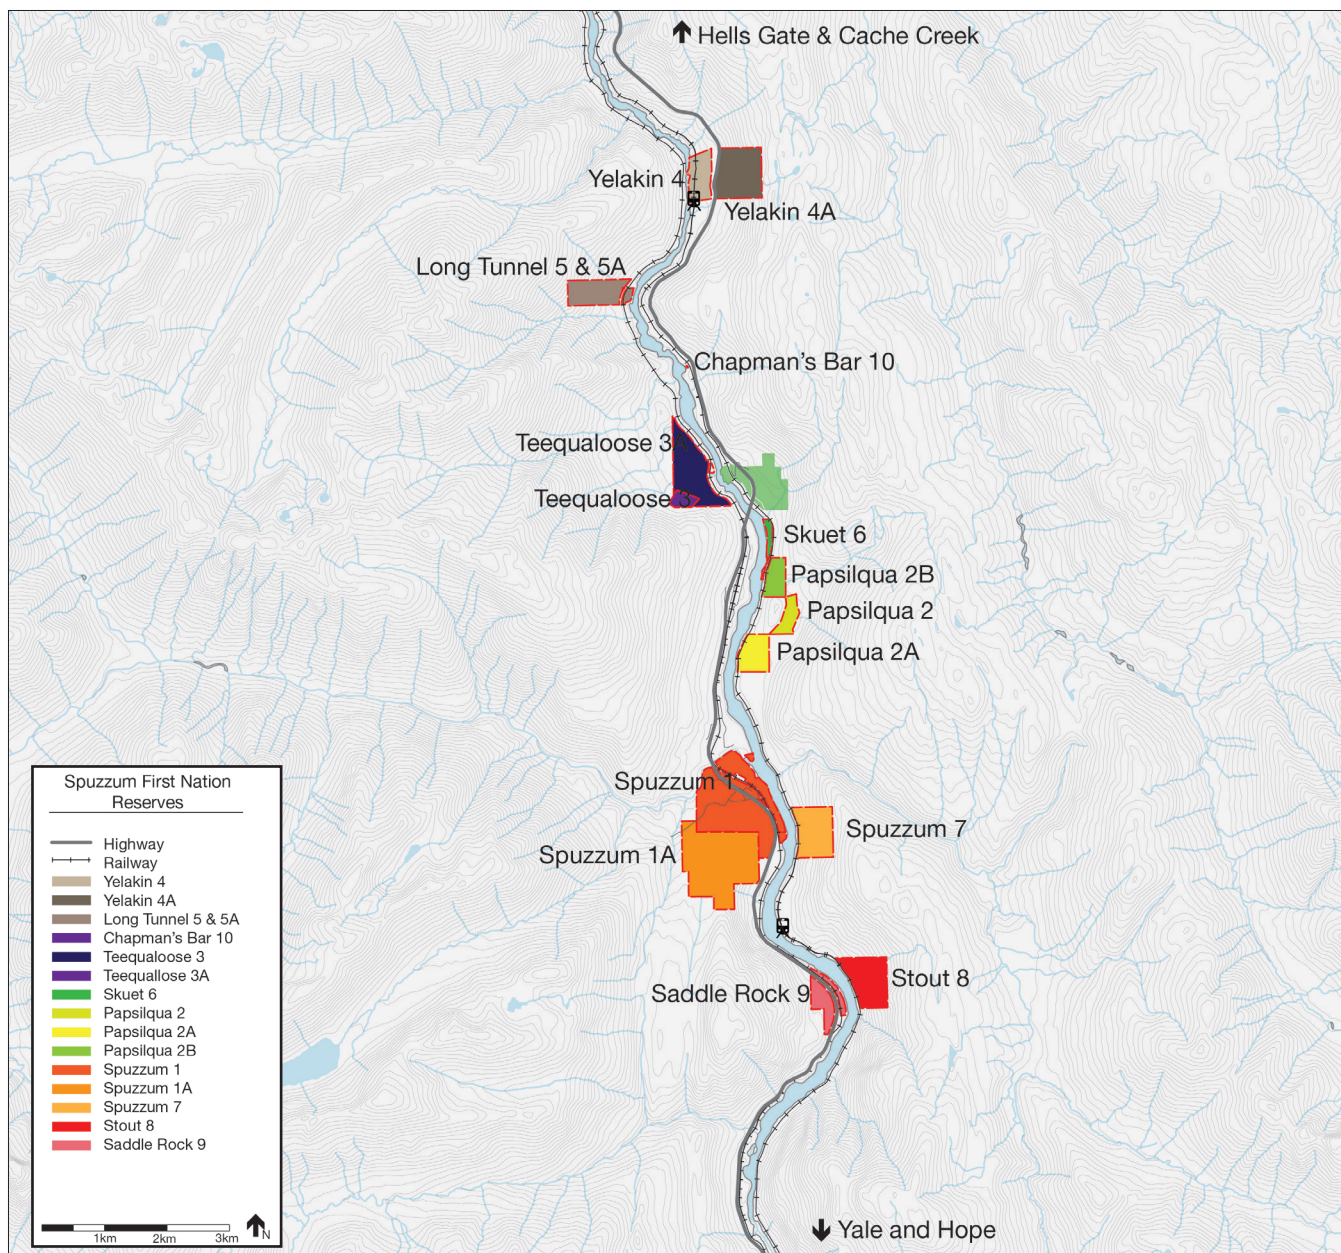 Hells Gate & Cache Creek
Yelakin 4
Yelakin 4A
Long Tunnel 5 & 5A
Chapman's Bar 10
Teequaloose 3A
Teequaloose 3
Skuet 6
Papsilqua 2B
Papsilqua 2
Papsilqua 2A
Spuzzum 1
Spuzzum 7
Spuzzum 1A
Stout 8
Saddle Rock 9
Yale and Hope
Spuzzum First Nation
Reserves
Highway
Railway
Yelakin 4
Yelakin 4A
Long Tunnel 5 & 5A
Chapman's Bar 10
Teequaloose 3
Teequallose 3A
Skuet 6
Papsilqua 2
Papsilqua 2A
Papsilqua 2B
Spuzzum 1
Spuzzum 1A
Spuzzum 7
Stout 8
Saddle Rock 9
1km 2km 3km N